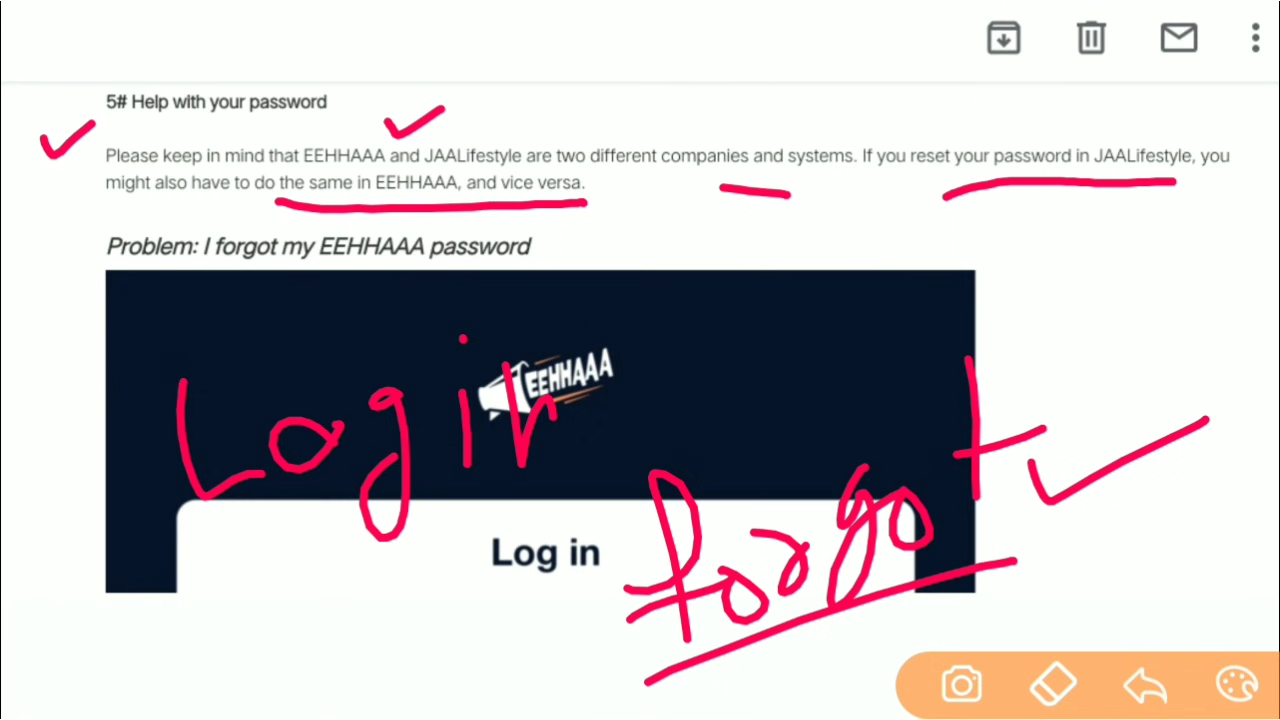 5# Help with your password
Please keep in mind that EEHHAAA and JAALifestyle are two different companies and systems. If you reset your password in JAALifestyle, you
might also have to do the same in EEHHAAA, and vice versa.
Problem: I forgot my EEHHAAA password
EEHHAAA
Login
forgot
Log in